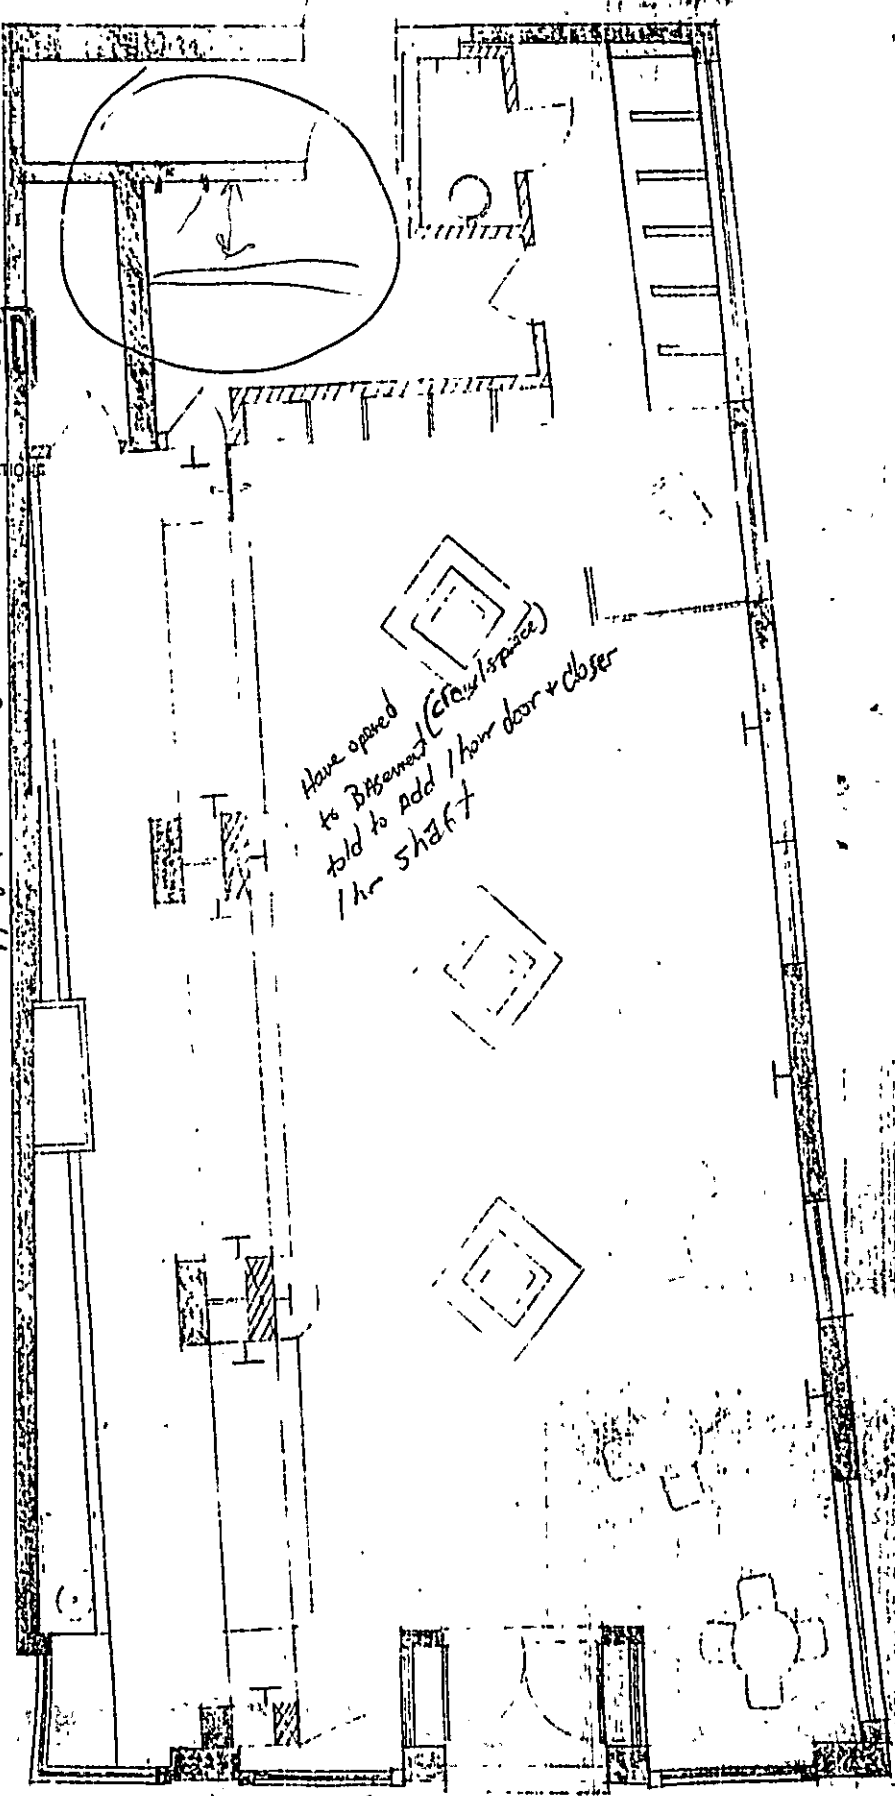 Have opened
to BAsement (crawlspace)
told to Add 1 hour door + closer
1 hr shaft